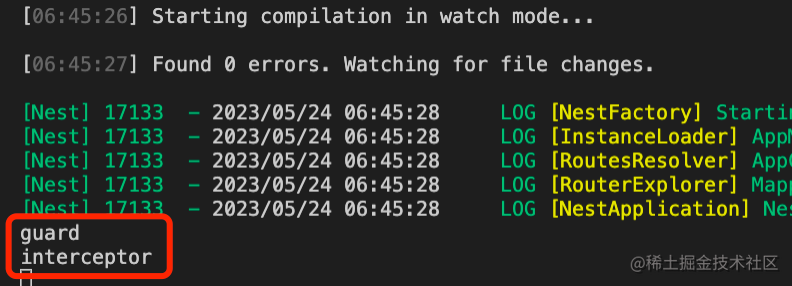 [06:45:26] Starting compilation in watch mode...
[06:45:27] Found 0 errors. Watching for file changes.
[Nest] 17133 - 2023/05/24 06:45:28 LOG [NestFactory] Startin
[Nest] 17133 - 2023/05/24 06:45:28 LOG [InstanceLoader] AppM
[Nest] 17133 - 2023/05/24 06:45:28 LOG [RoutesResolver] AppC
[Nest] 17133 - 2023/05/24 06:45:28 LOG [RouterExplorer] Mapp
[Nest] 17133 - 2023/05/24 06:45:28 LOG [NestApplication] Nes
guard
interceptor
@稀土掘金技术社区